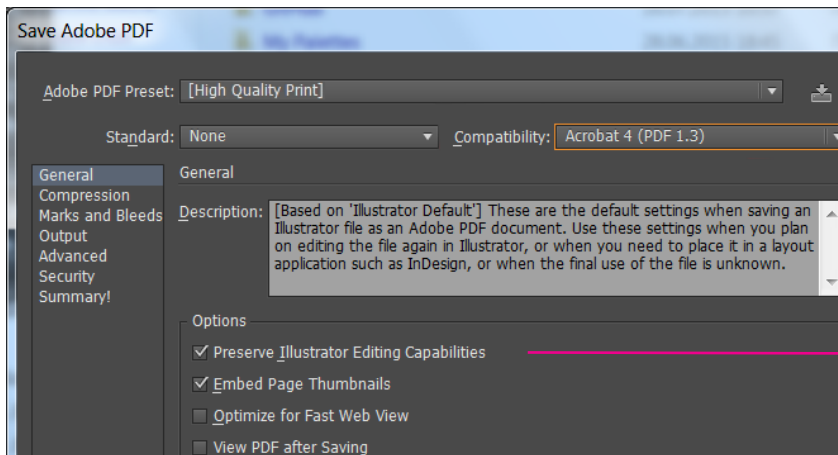 Save Adobe PDF
My Palettes
Adobe PDF Preset: [High Quality Print]
Standard: None Compatibility: Acrobat 4 (PDF 1.3)
General
Compression
Marks and Bleeds
Output
Advanced
Security
Summary!
General
Description: [Based on 'Illustrator Default'] These are the default settings when saving an
Illustrator file as an Adobe PDF document. Use these settings when you plan
on editing the file again in Illustrator, or when you need to place it in a layout
application such as InDesign, or when the final use of the file is unknown.
Options
Preserve Illustrator Editing Capabilities
Embed Page Thumbnails
Optimize for Fast Web View
View PDF after Saving